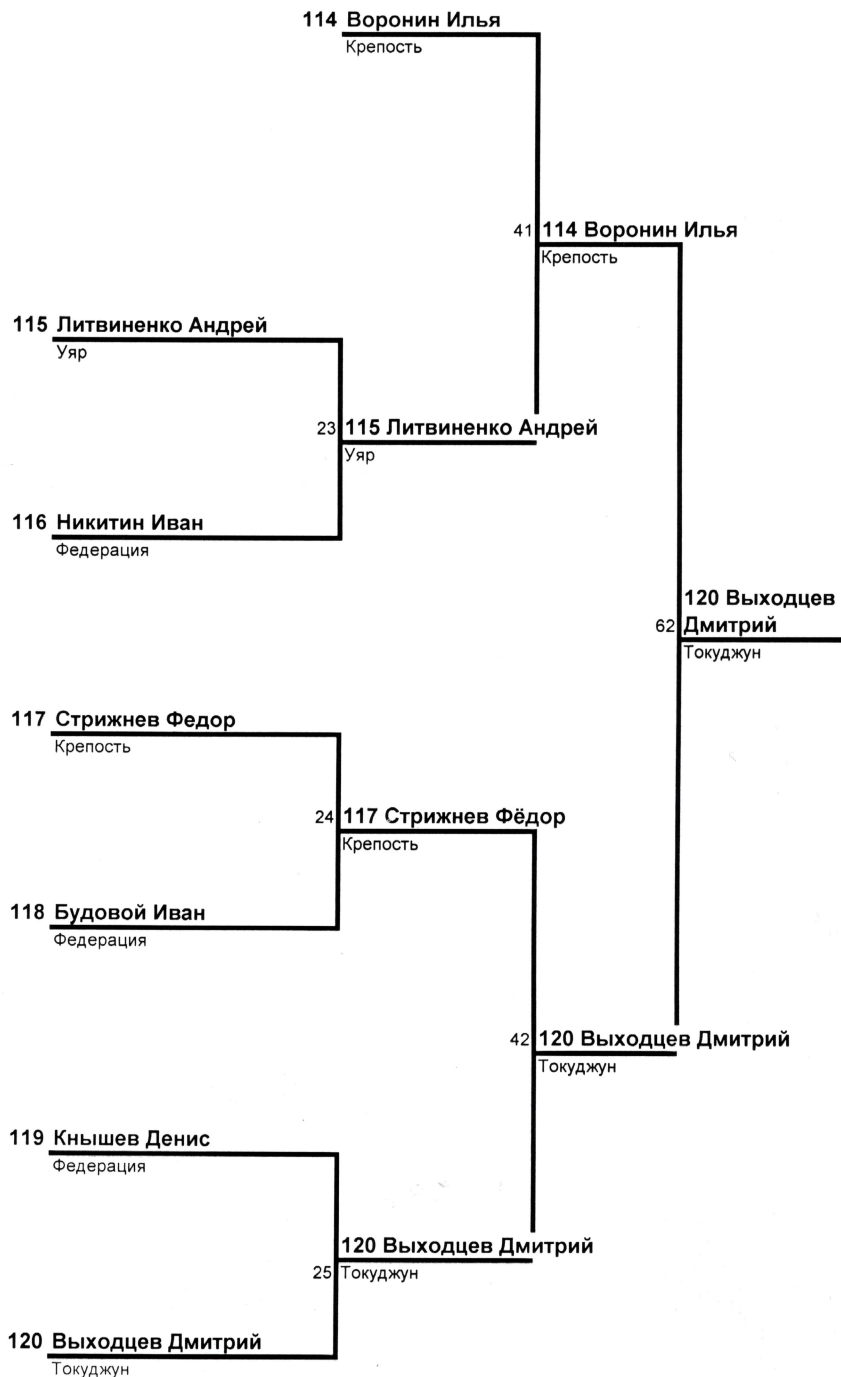 114 Воронин Илья
Крепость
41 114 Воронин Илья
Крепость
115 Литвиненко Андрей
Уяр
23 115 Литвиненко Андрей
Уяр
116 Никитин Иван
Федерация
120 Выходцев
62 Дмитрий
Токуджун
117 Стрижнев Федор
Крепость
24 117 Стрижнев Фёдор
Крепость
118 Будовой Иван
Федерация
42 120 Выходцев Дмитрий
Токуджун
119 Кнышев Денис
Федерация
120 Выходцев Дмитрий
25 Токуджун
120 Выходцев Дмитрий
Токуджун